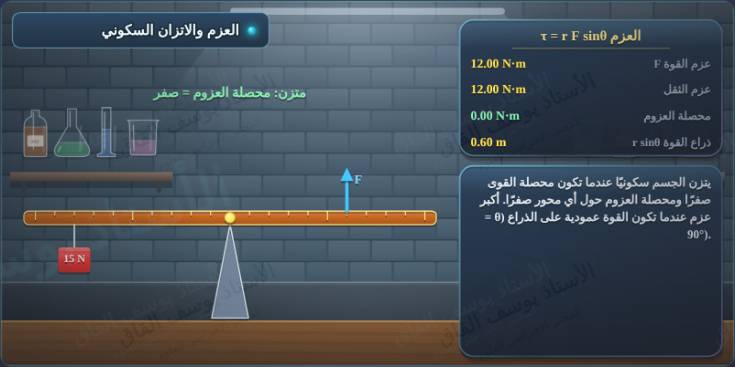 العزم والاتزان السكوني
العزم τ = r F sinθ
عزم القوة F 12.00 N·m
عزم الثقل 12.00 N·m
محصلة العزوم 0.00 N·m
ذراع القوة r sinθ 0.60 m
متزن: محصلة العزوم = صفر
F
15 N
يتزن الجسم سكونيًا عندما تكون محصلة القوى
صفرًا ومحصلة العزوم حول أي محور صفرًا. أكبر
عزم عندما تكون القوة عمودية على الذراع (θ =
90°).
الأستاذ يوسف